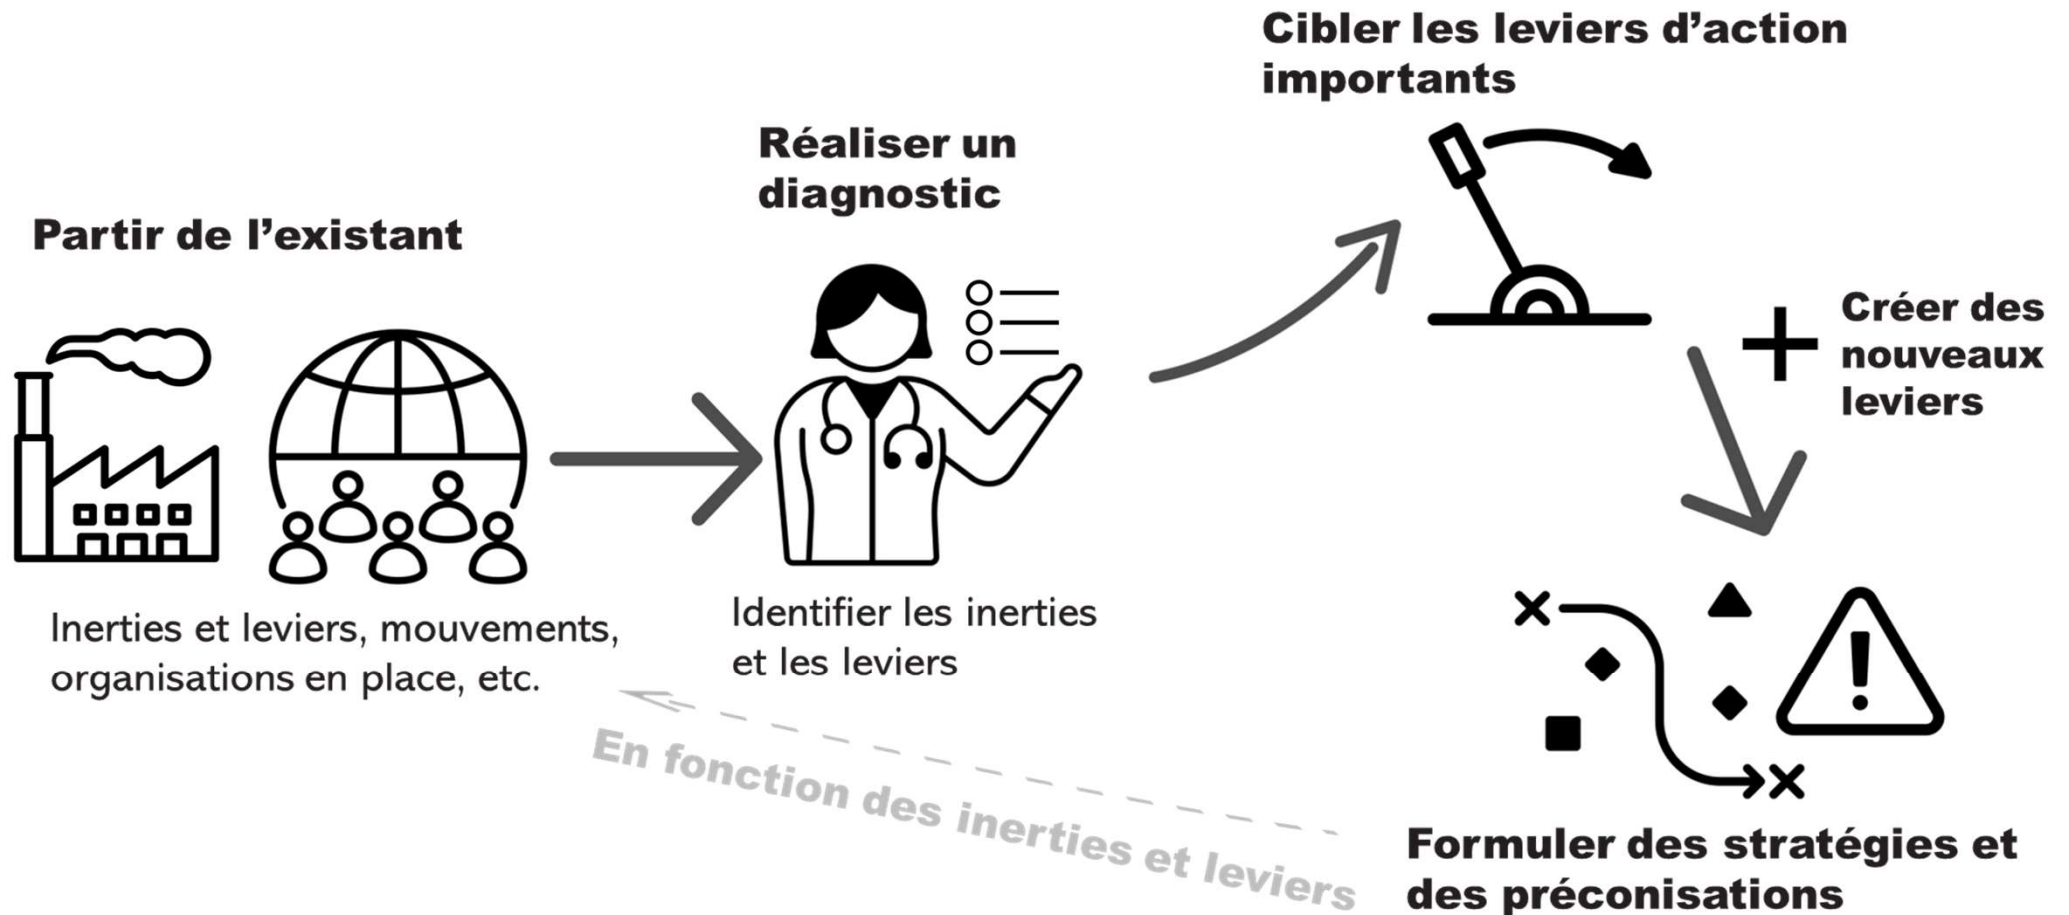 Partir de l’existant
Inerties et leviers, mouvements,
organisations en place, etc.
Réaliser un
diagnostic
Identifier les inerties
et les leviers
Cibler les leviers d’action
importants
Créer des
nouveaux
leviers
Formuler des stratégies et
des préconisations
En fonction des inerties et leviers